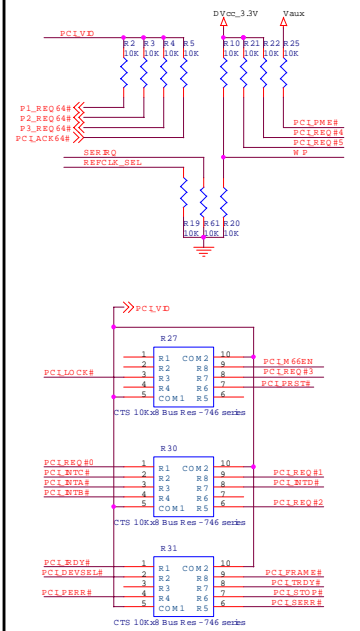 DVcc_3.3V Vaux
PCI_VIO
R2 R3 R4 R5 R10 R21 R22 R25
10K 10K 10K 10K 10K 10K 10K 10K
P1_REQ64#
P2_REQ64#
P3_REQ64#
PCI_ACK64#
PCI_PME#
PCI_REQ#4
PCI_REQ#5
SERIRQ WP
REFCLK_SEL
R19 R61 R20
10K 10K 10K
PCI_VIO
R27
1 R1 COM2 10 PCI_M66EN
2 R2 R8 9 PCI_REQ#3
PCI_LOCK# 3 R3 R7 8 PCI_PRST#
4 R4 R6 7
5 COM1 R5 6
CTS 10Kx8 Bus Res - 746 series
R30
PCI_REQ#0 1 R1 COM2 10
PCI_INTC# 2 R2 R8 9 PCI_REQ#1
PCI_INTA# 3 R3 R7 8 PCI_INTD#
PCI_INTB# 4 R4 R6 7
5 COM1 R5 6 PCI_REQ#2
CTS 10Kx8 Bus Res - 746 series
R31
PCI_IRDY# 1 R1 COM2 10
PCI_DEVSEL# 2 R2 R8 9 PCI_FRAME#
3 R3 R7 8 PCI_TRDY#
PCI_PERR# 4 R4 R6 7 PCI_STOP#
5 COM1 R5 6 PCI_SERR#
CTS 10Kx8 Bus Res - 746 series